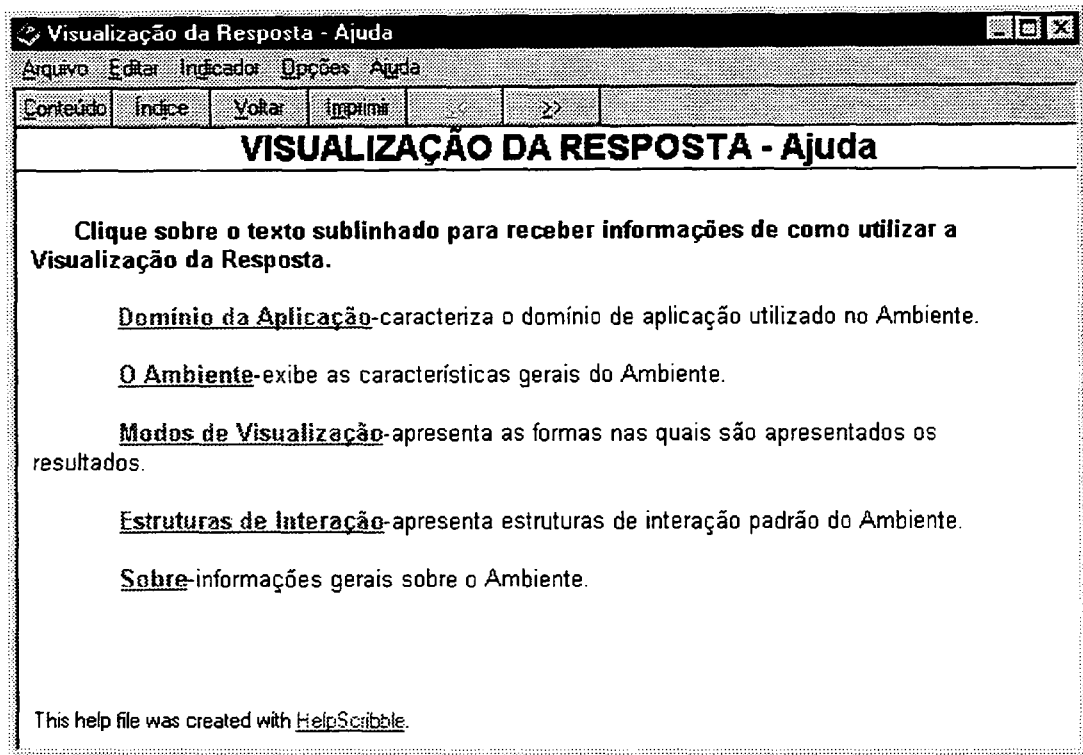 Visualização da Resposta - Ajuda
Arquivo Editar Indicador Opções Ajuda
Conteúdo Índice Voltar Imprimir << >>
VISUALIZAÇÃO DA RESPOSTA - Ajuda
Clique sobre o texto sublinhado para receber informações de como utilizar a
Visualização da Resposta.
Domínio da Aplicação-caracteriza o domínio de aplicação utilizado no Ambiente.
O Ambiente-exibe as características gerais do Ambiente.
Modos de Visualização-apresenta as formas nas quais são apresentados os
resultados.
Estruturas de Interação-apresenta estruturas de interação padrão do Ambiente.
Sobre-informações gerais sobre o Ambiente.
This help file was created with HelpScribble.